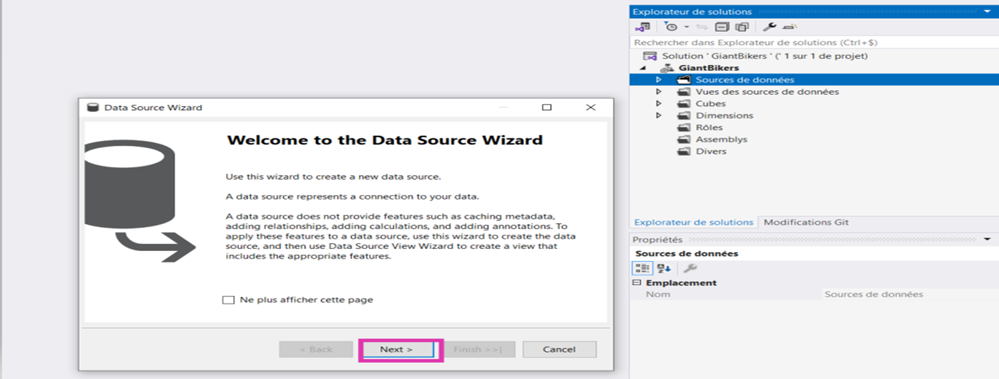 Data Source Wizard
Welcome to the Data Source Wizard
Use this wizard to create a new data source.
A data source represents a connection to your data.
A data source does not provide features such as caching metadata,
adding relationships, adding calculations, and adding annotations. To
apply these features to a data source, use this wizard to create the data
source, and then use Data Source View Wizard to create a view that
includes the appropriate features.
Ne plus afficher cette page
< Back
Next >
Finish >>|
Cancel
Explorateur de solutions
Rechercher dans Explorateur de solutions (Ctrl+$)
Solution ' GiantBikers ' (' 1 sur 1 de projet)
GiantBikers
Sources de données
Vues des sources de données
Cubes
Dimensions
Rôles
Assemblys
Divers
Explorateur de solutions
Modifications Git
Propriétés
Sources de données
Emplacement
Nom
Sources de données